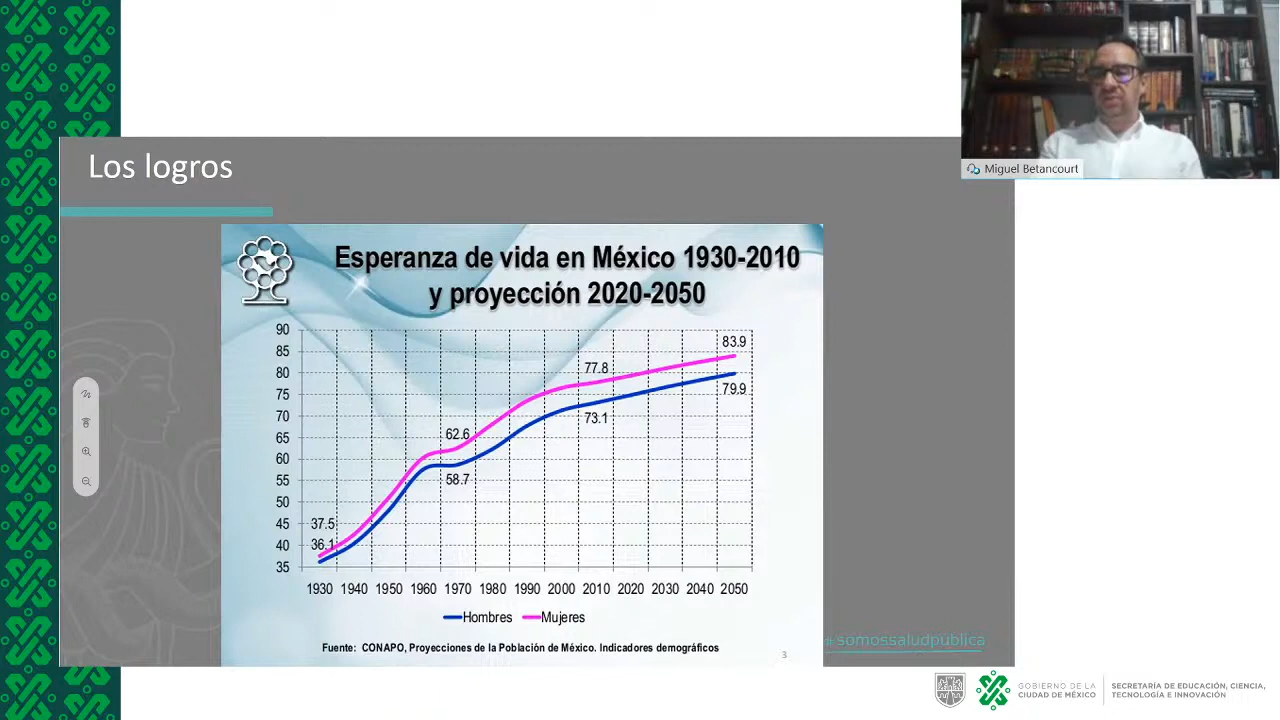 Los logros
Miguel Betancourt
Esperanza de vida en México 1930-2010
y proyección 2020-2050
90
85
80
75
70
65
60
55
50
45
40
35
83.9
77.8
79.9
73.1
62.6
58.7
37.5
36.1
1930 1940 1950 1960 1970 1980 1990 2000 2010 2020 2030 2040 2050
Hombres Mujeres
Fuente: CONAPO, Proyecciones de la Población de México. Indicadores demográficos
3
#somossaludpública
GOBIERNO DE LA
CIUDAD DE MÉXICO
SECRETARÍA DE EDUCACIÓN, CIENCIA,
TECNOLOGÍA E INNOVACIÓN